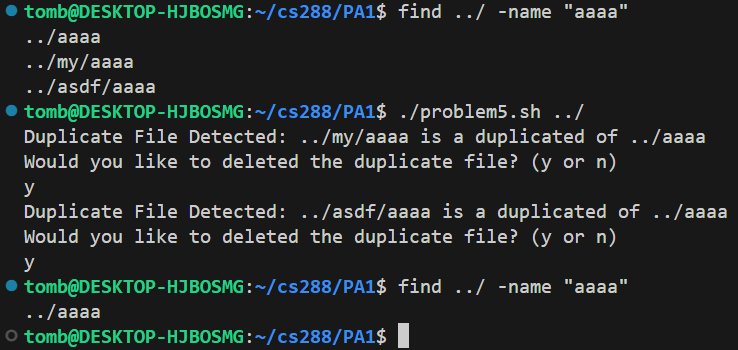 tomb@DESKTOP-HJBOSMG:~/cs288/PA1$ find ../ -name "aaaa"
../aaaa
../my/aaaa
../asdf/aaaa
tomb@DESKTOP-HJBOSMG:~/cs288/PA1$ ./problem5.sh ../
Duplicate File Detected: ../my/aaaa is a duplicated of ../aaaa
Would you like to deleted the duplicate file? (y or n)
y
Duplicate File Detected: ../asdf/aaaa is a duplicated of ../aaaa
Would you like to deleted the duplicate file? (y or n)
y
tomb@DESKTOP-HJBOSMG:~/cs288/PA1$ find ../ -name "aaaa"
../aaaa
tomb@DESKTOP-HJBOSMG:~/cs288/PA1$